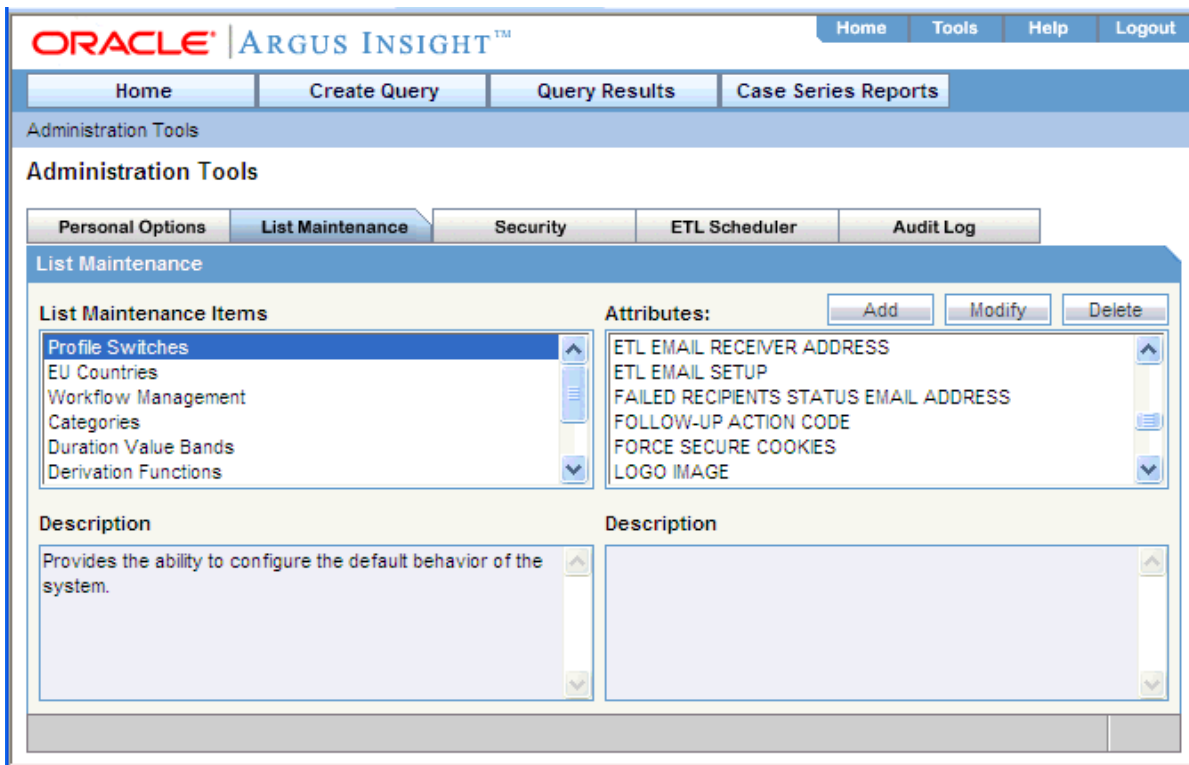 Home Tools Help Logout
ORACLE® | ARGUS INSIGHT™
Home Create Query Query Results Case Series Reports
Administration Tools
Administration Tools
Personal Options List Maintenance Security ETL Scheduler Audit Log
List Maintenance
List Maintenance Items
Attributes: Add Modify Delete
Profile Switches
EU Countries
Workflow Management
Categories
Duration Value Bands
Derivation Functions
ETL EMAIL RECEIVER ADDRESS
ETL EMAIL SETUP
FAILED RECIPIENTS STATUS EMAIL ADDRESS
FOLLOW-UP ACTION CODE
FORCE SECURE COOKIES
LOGO IMAGE
Description
Provides the ability to configure the default behavior of the
system.
Description